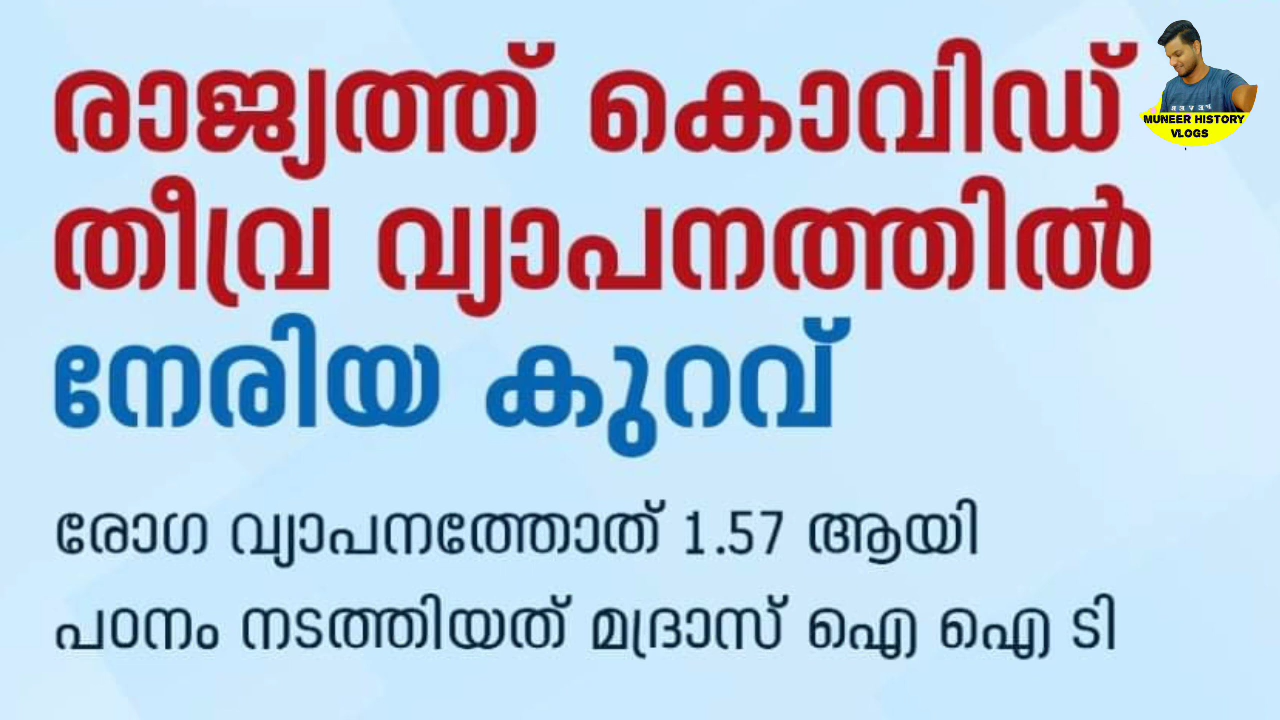 രാജ്യത്ത് കൊവിഡ്
തീവ്ര വ്യാപനത്തിൽ
നേരിയ കുറവ്
രോഗ വ്യാപനത്തോത് 1.57 ആയി
പഠനം നടത്തിയത് മദ്രാസ് ഐ ഐ ടി
MUNEER HISTORY
VLOGS